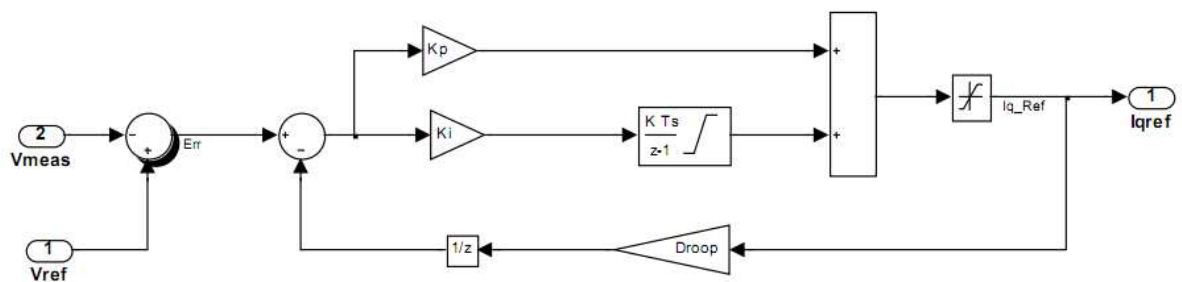 Kp
+
2
Vmeas
-
+
Err
+
-
Ki
K Ts
z-1
+
Iq_Ref
1
Iqref
1
Vref
1/z
Droop